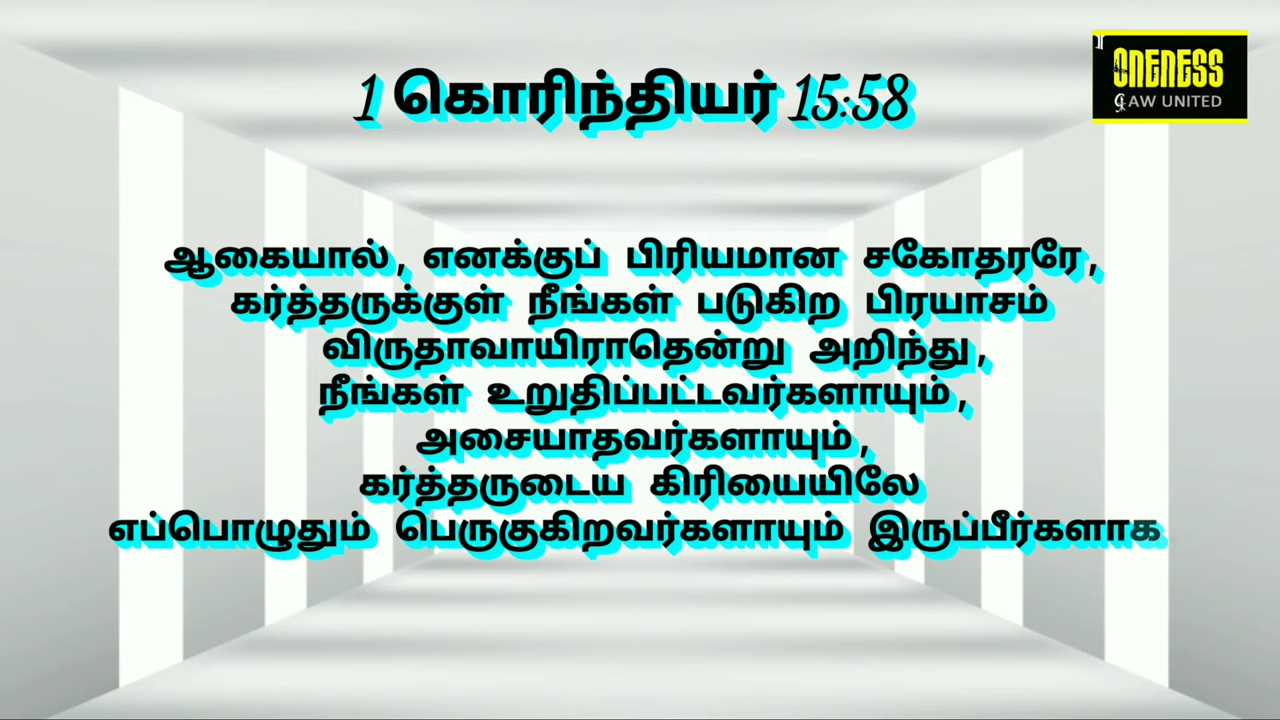 1 கொரிந்தியர் 15:58
ONENESS
AW UNITED
ஆகையால், எனக்குப் பிரியமான சகோதரரே,
கர்த்தருக்குள் நீங்கள் படுகிற பிரயாசம்
விருதாவாயிராதென்று அறிந்து,
நீங்கள் உறுதிப்பட்டவர்களாயும்,
அசையாதவர்களாயும்,
கர்த்தருடைய கிரியையிலே
எப்பொழுதும் பெருகுகிறவர்களாயும் இருப்பீர்களாக